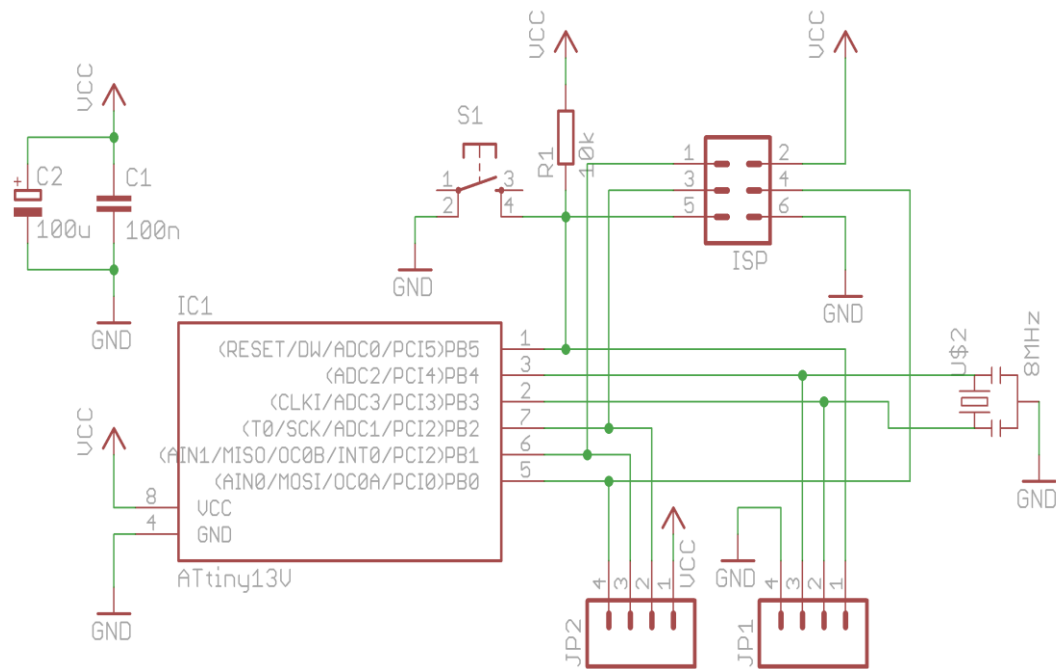 VCC
VCC
VCC
S1
R1
10k
1
3
2
4
1
2
3
4
5
6
ISP
GND
GND
+
C2
100u
C1
100n
GND
IC1
(RESET/DW/ADC0/PCI5)PB5 1
(ADC2/PCI4)PB4 3
(CLKI/ADC3/PCI3)PB3 2
(T0/SCK/ADC1/PCI2)PB2 7
(AIN1/MISO/OC0B/INT0/PCI2)PB1 6
(AIN0/MOSI/OC0A/PCI0)PB0 5
VCC
8 VCC
4 GND
ATtiny13V
GND
U$2
8MHz
GND
VCC
GND
4 3 2 1
JP2
4 3 2 1
JP1